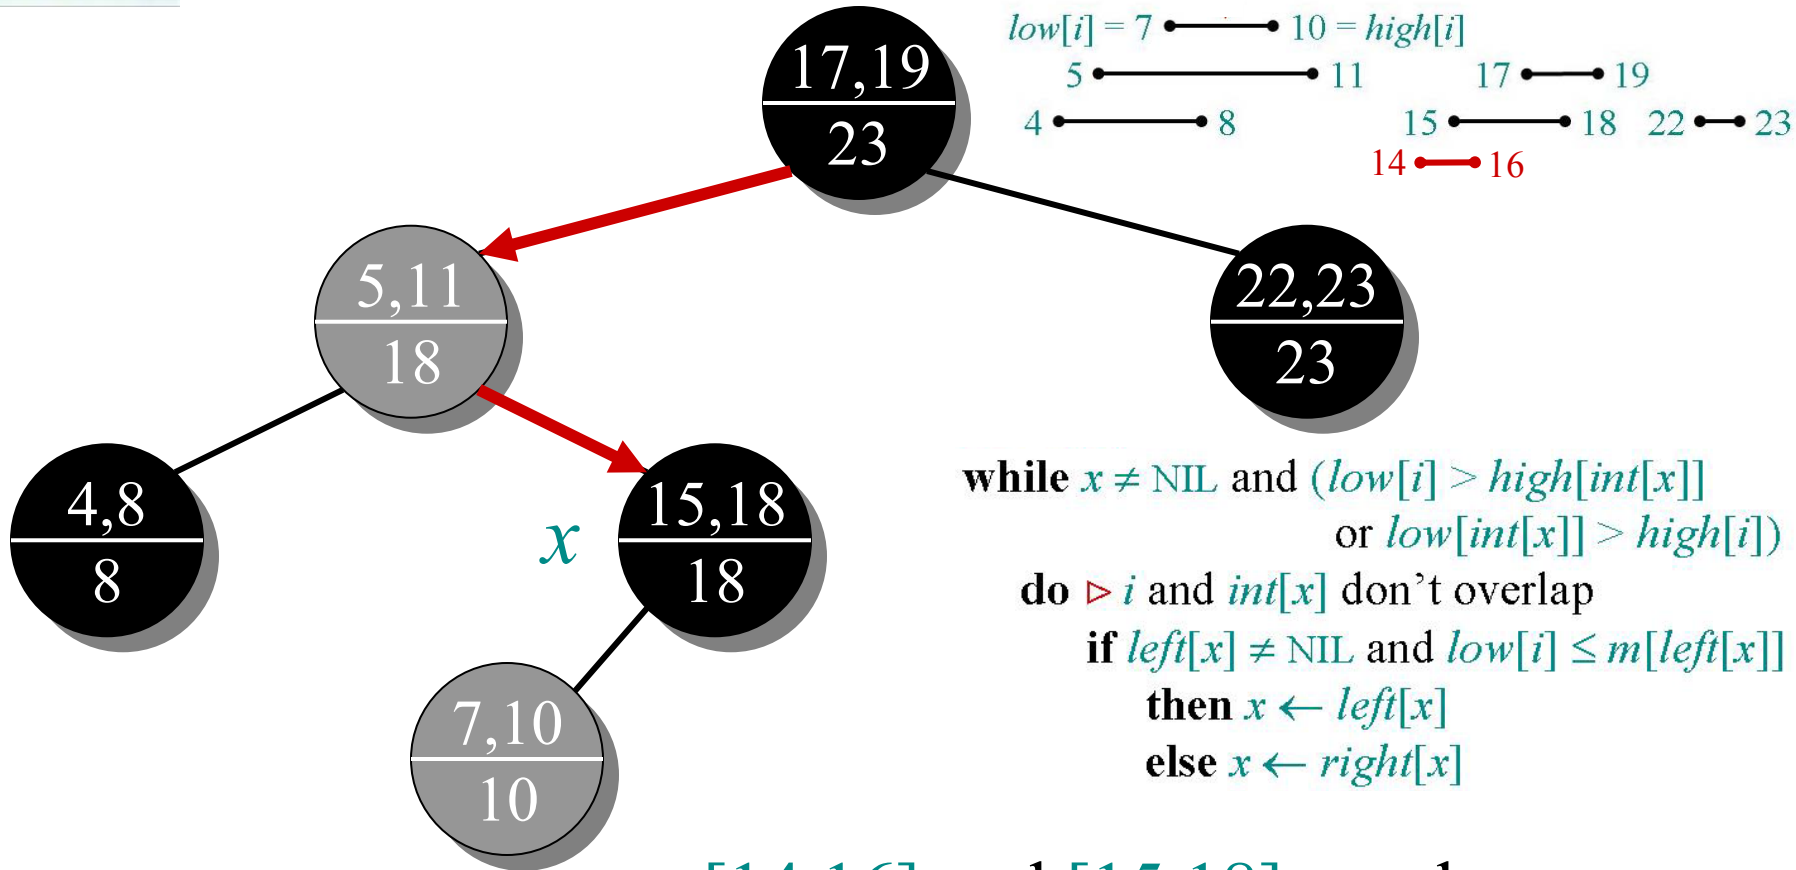 17,19
23
low[i] = 7 10 = high[i]
5 11 17 19
4 8 15 18 22 23
14 16
5,11
18
22,23
23
4,8
8
x
15,18
18
7,10
10
while x ≠ NIL and (low[i] > high[int[x]]
or low[int[x]] > high[i])
do ▷ i and int[x] don't overlap
if left[x] ≠ NIL and low[i] ≤ m[left[x]]
then x ← left[x]
else x ← right[x]